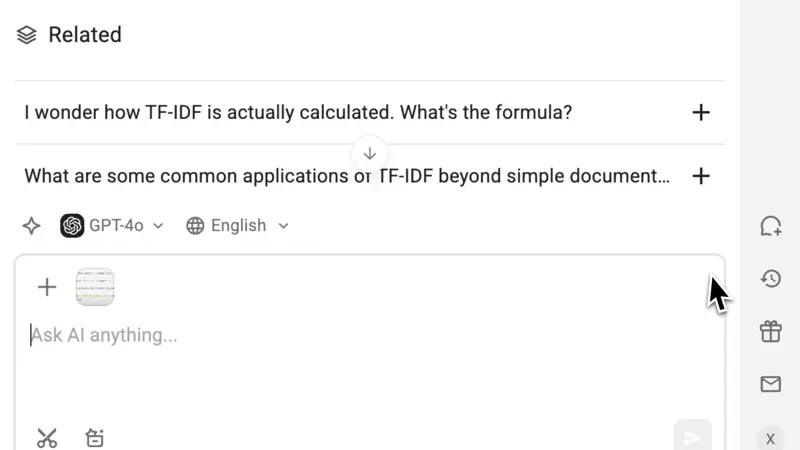 Related
I wonder how TF-IDF is actually calculated. What's the formula?
What are some common applications of TF-IDF beyond simple document...
GPT-4o
English
Ask AI anything...
X